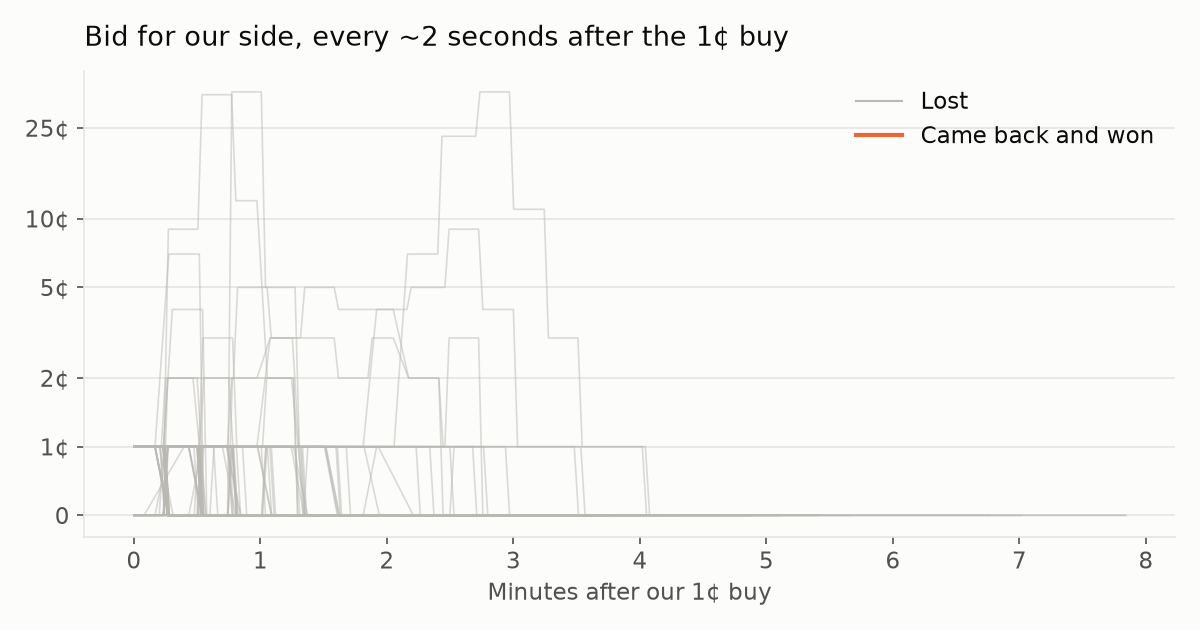 Bid for our side, every ~2 seconds after the 1¢ buy
Lost
Came back and won
25¢
10¢
5¢
2¢
1¢
0
0 1 2 3 4 5 6 7 8
Minutes after our 1¢ buy